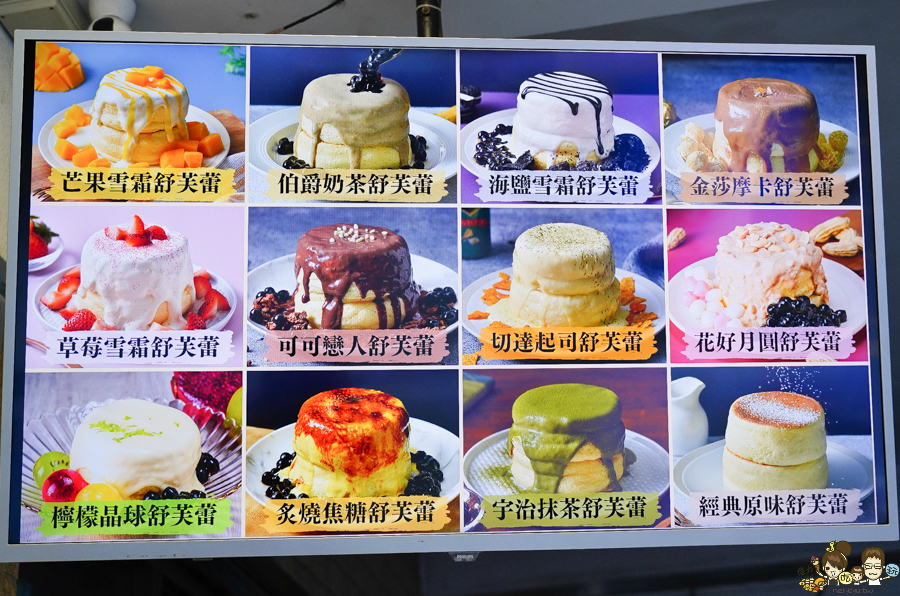 芒果雪霜舒芙蕾
伯爵奶茶舒芙蕾
海鹽雪霜舒芙蕾
金莎摩卡舒芙蕾
草莓雪霜舒芙蕾
可可戀人舒芙蕾
切達起司舒芙蕾
花好月圓舒芙蕾
檸檬晶球舒芙蕾
炙燒焦糖舒芙蕾
宇治抹茶舒芙蕾
經典原味舒芙蕾
PHILIPS